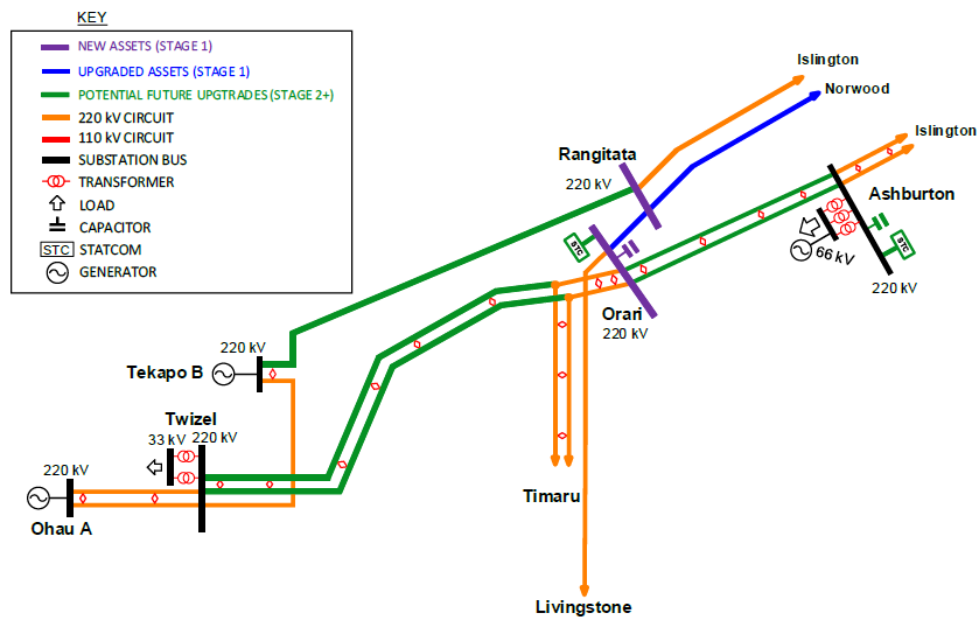 KEY
NEW ASSETS (STAGE 1)
UPGRADED ASSETS (STAGE 1)
POTENTIAL FUTURE UPGTRADES (STAGE 2+)
220 kV CIRCUIT
110 kV CIRCUIT
SUBSTATION BUS
TRANSFORMER
LOAD
CAPACITOR
STC STATCOM
GENERATOR
Islington
Norwood
Islington
Rangitata
220 kV
Ashburton
STC
66 kV
STC
220 kV
Orari
220 kV
220 kV
Tekapo B
Twizel
33 kV
220 kV
220 kV
Ohau A
Timaru
Livingstone